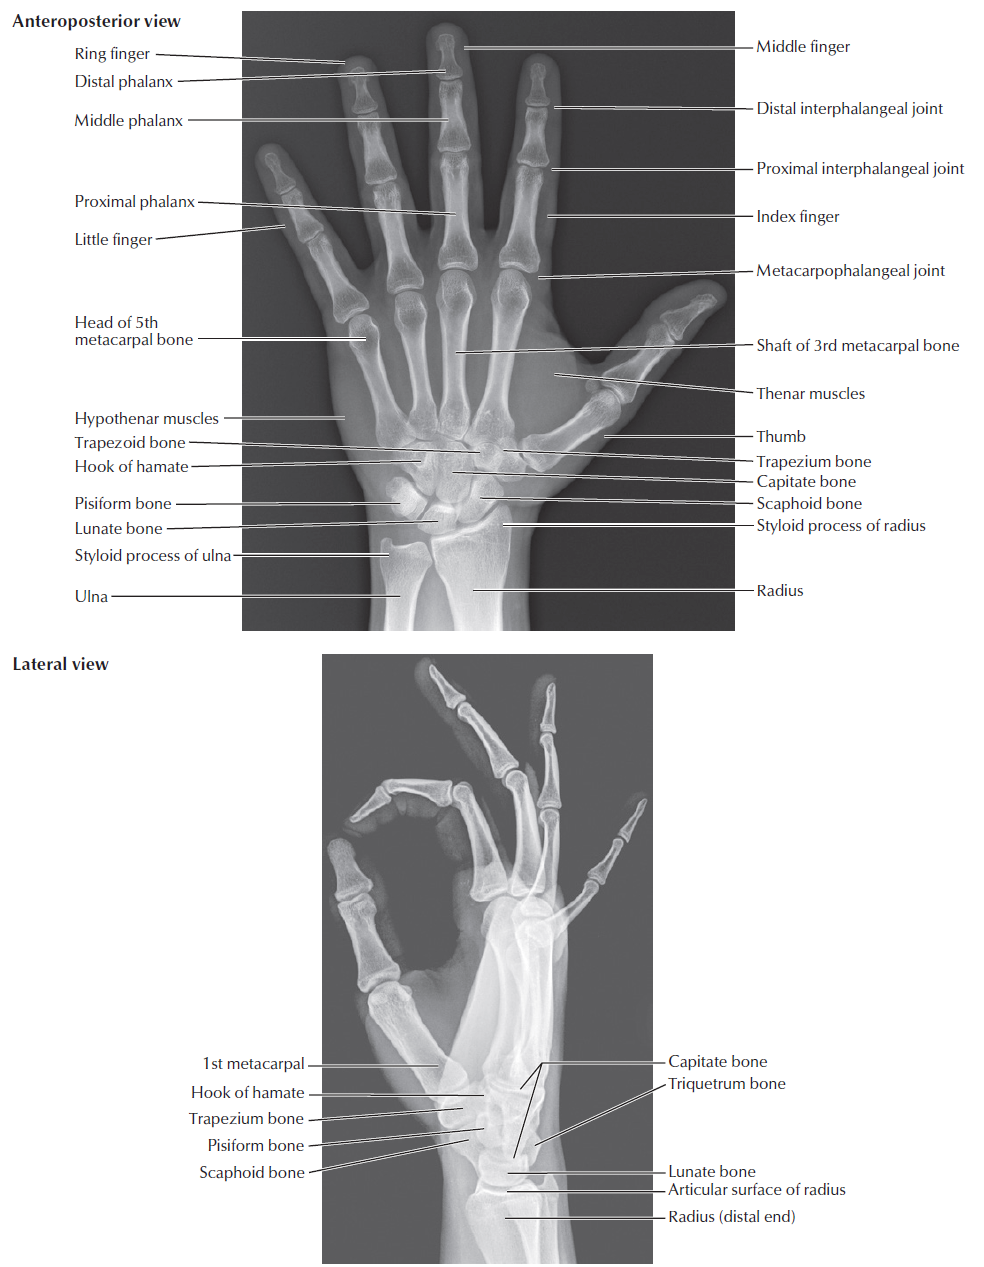 Anteroposterior view
Ring finger
Distal phalanx
Middle phalanx
Proximal phalanx
Little finger
Head of 5th
metacarpal bone
Hypothenar muscles
Trapezoid bone
Hook of hamate
Pisiform bone
Lunate bone
Styloid process of ulna
Ulna
Middle finger
Distal interphalangeal joint
Proximal interphalangeal joint
Index finger
Metacarpophalangeal joint
Shaft of 3rd metacarpal bone
Thenar muscles
Thumb
Trapezium bone
Capitate bone
Scaphoid bone
Styloid process of radius
Radius
Lateral view
1st metacarpal
Hook of hamate
Trapezium bone
Pisiform bone
Scaphoid bone
Capitate bone
Triquetrum bone
Lunate bone
Articular surface of radius
Radius (distal end)